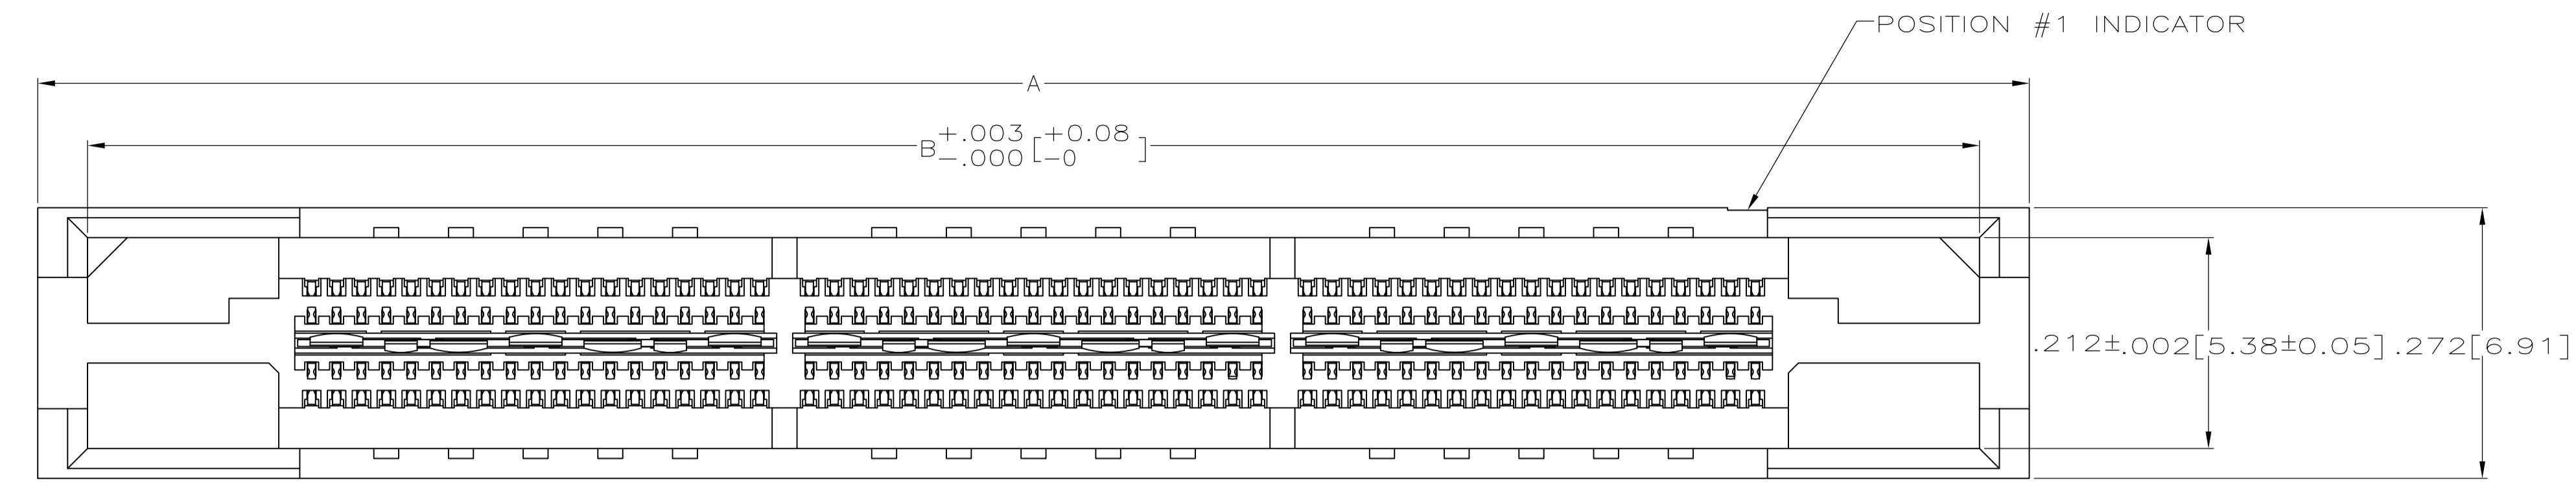 POSITION #1 INDICATOR
A
B +.003 [+0.08
-.000 [-0 ]
.212±.002[5.38±0.05]
.272[6.91]